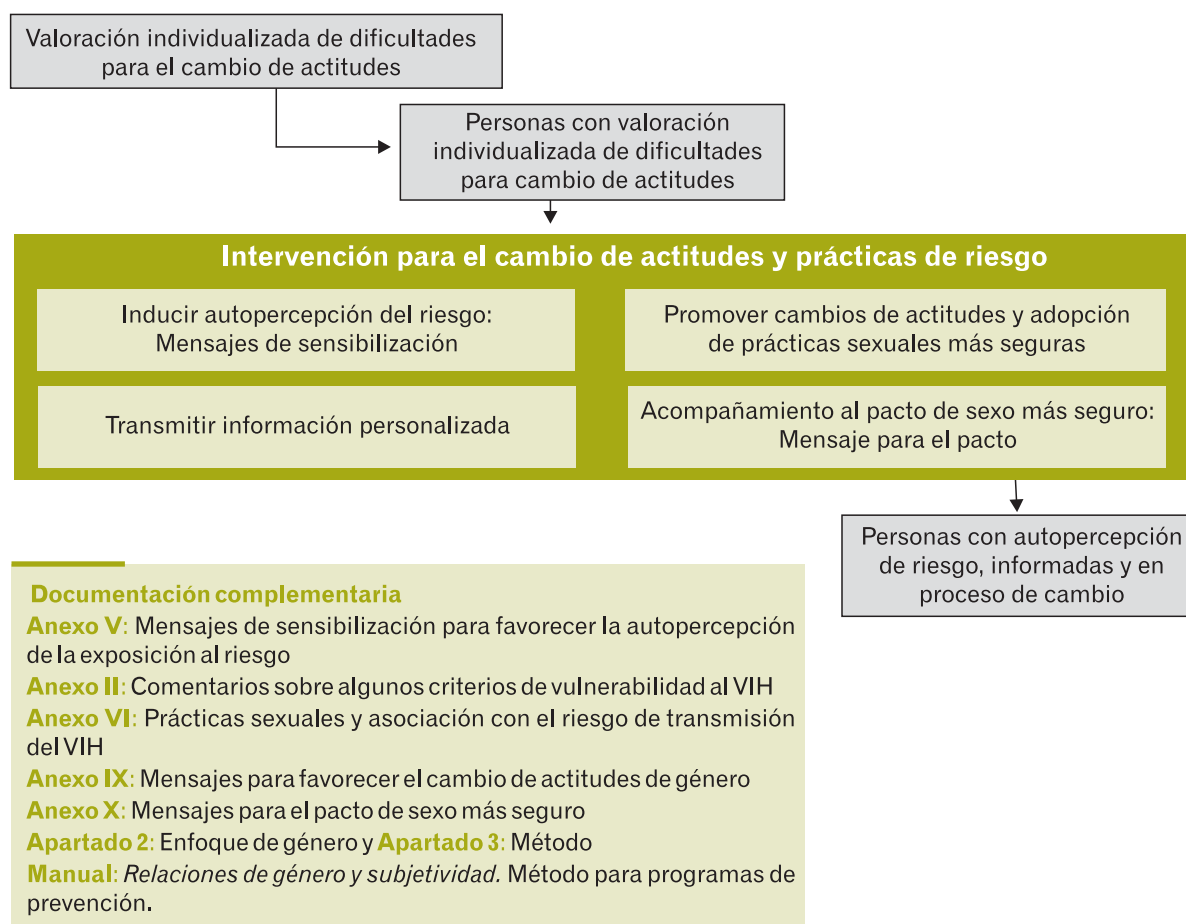 Valoración individualizada de dificultades
para el cambio de actitudes
Personas con valoración
individualizada de dificultades
para cambio de actitudes
Intervención para el cambio de actitudes y prácticas de riesgo
Inducir autopercepción del riesgo:
Mensajes de sensibilización
Promover cambios de actitudes y adopción
de prácticas sexuales más seguras
Transmitir información personalizada
Acompañamiento al pacto de sexo más seguro:
Mensaje para el pacto
Personas con autopercepción
de riesgo, informadas y en
proceso de cambio
Documentación complementaria
Anexo V: Mensajes de sensibilización para favorecer la autopercepción
de la exposición al riesgo
Anexo II: Comentarios sobre algunos criterios de vulnerabilidad al VIH
Anexo VI: Prácticas sexuales y asociación con el riesgo de transmisión
del VIH
Anexo IX: Mensajes para favorecer el cambio de actitudes de género
Anexo X: Mensajes para el pacto de sexo más seguro
Apartado 2: Enfoque de género y Apartado 3: Método
Manual: Relaciones de género y subjetividad. Método para programas de
prevención.